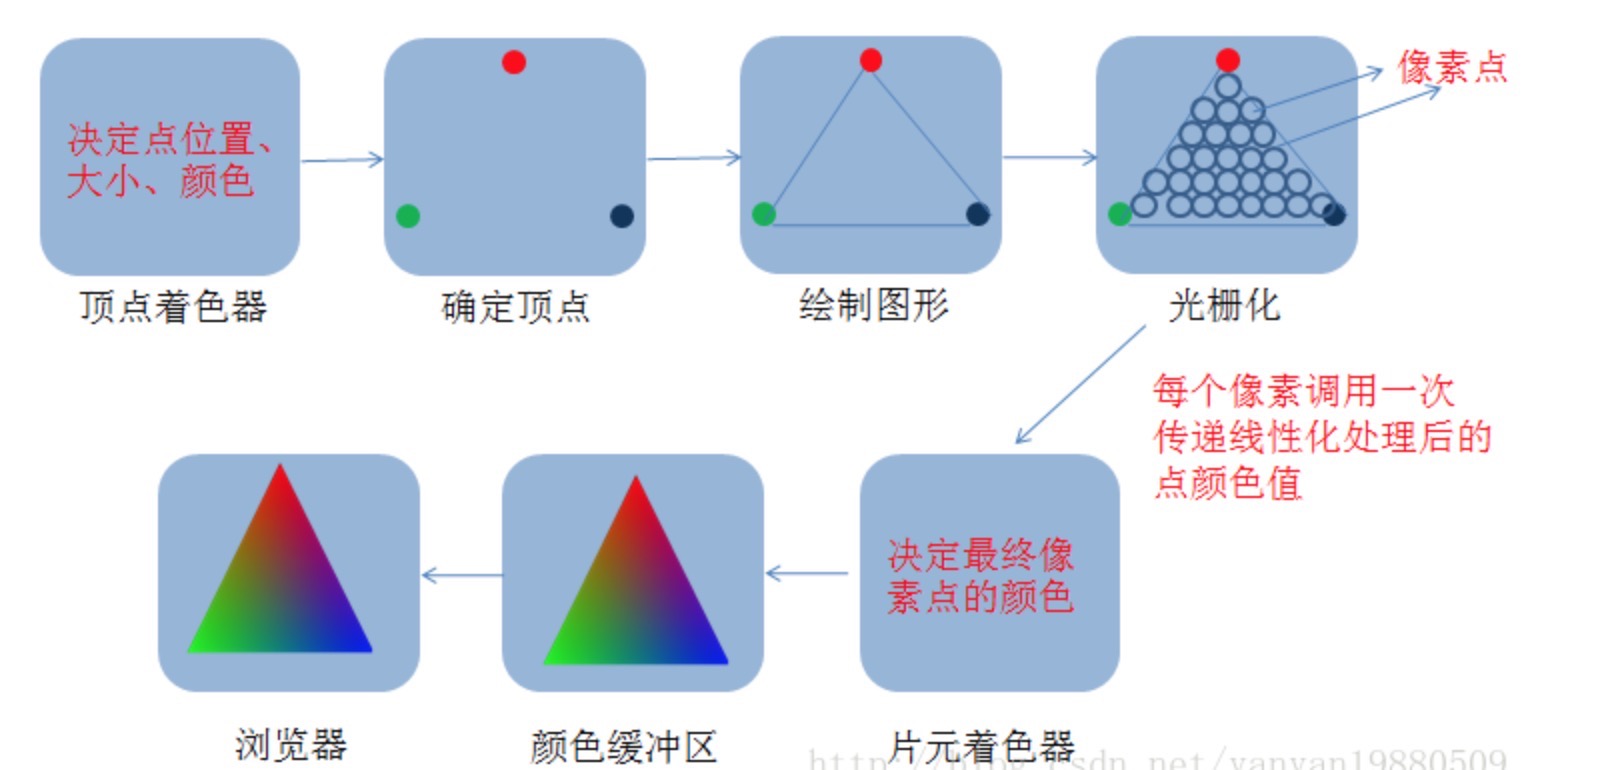 决定点位置、
大小、颜色
像素点
顶点着色器
确定顶点
绘制图形
光栅化
每个像素调用一次
传递线性化处理后的
点颜色值
决定最终像
素点的颜色
浏览器
颜色缓冲区
片元着色器
http://blog.csdn.net/yanyan19880509